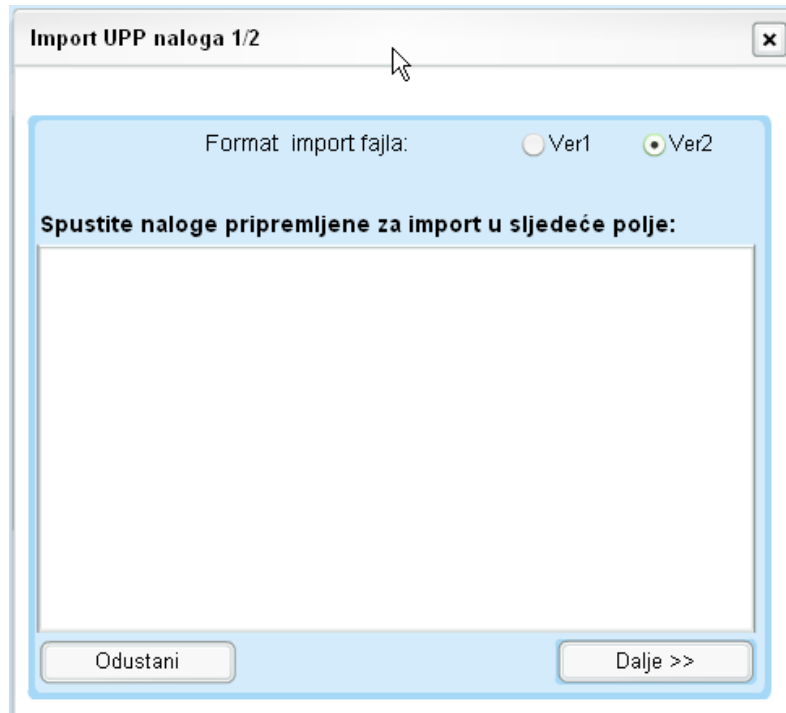 Import UPP naloga 1/2
Format import fajla: Ver1 Ver2
Spustite naloge pripremljene za import u sljedeće polje:
Odustani Dalje >>